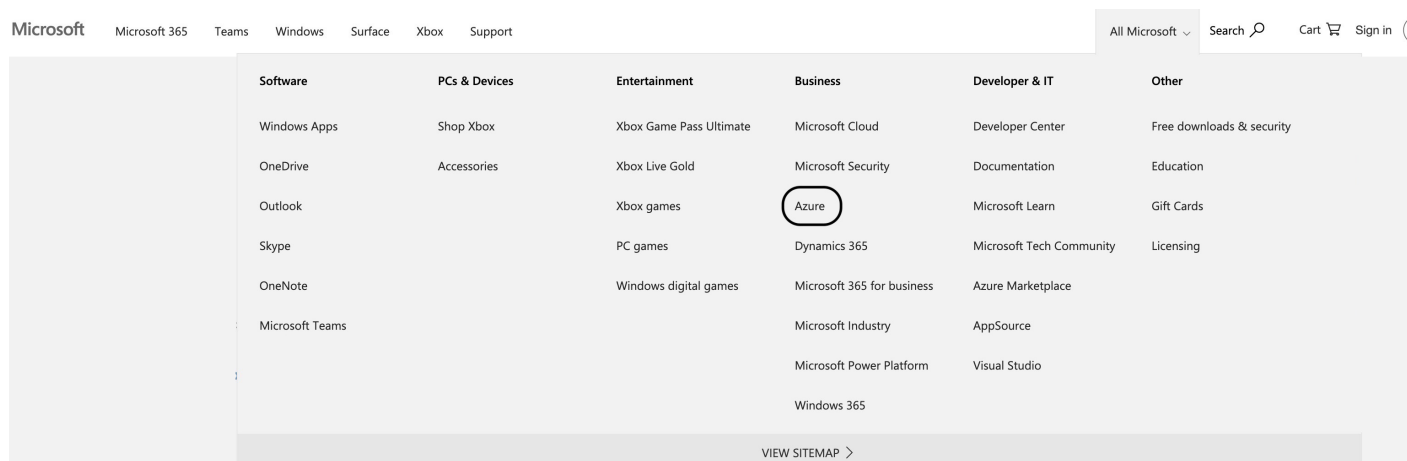 Microsoft Microsoft 365 Teams Windows Surface Xbox Support All Microsoft Search Cart Sign in
Software PCs & Devices Entertainment Business Developer & IT Other
Windows Apps Shop Xbox Xbox Game Pass Ultimate Microsoft Cloud Developer Center Free downloads & security
OneDrive Accessories Xbox Live Gold Microsoft Security Documentation Education
Outlook Xbox games Azure Microsoft Learn Gift Cards
Skype PC games Dynamics 365 Microsoft Tech Community Licensing
OneNote Windows digital games Microsoft 365 for business Azure Marketplace
Microsoft Teams Microsoft Industry AppSource
Microsoft Power Platform Visual Studio
Windows 365
VIEW SITEMAP